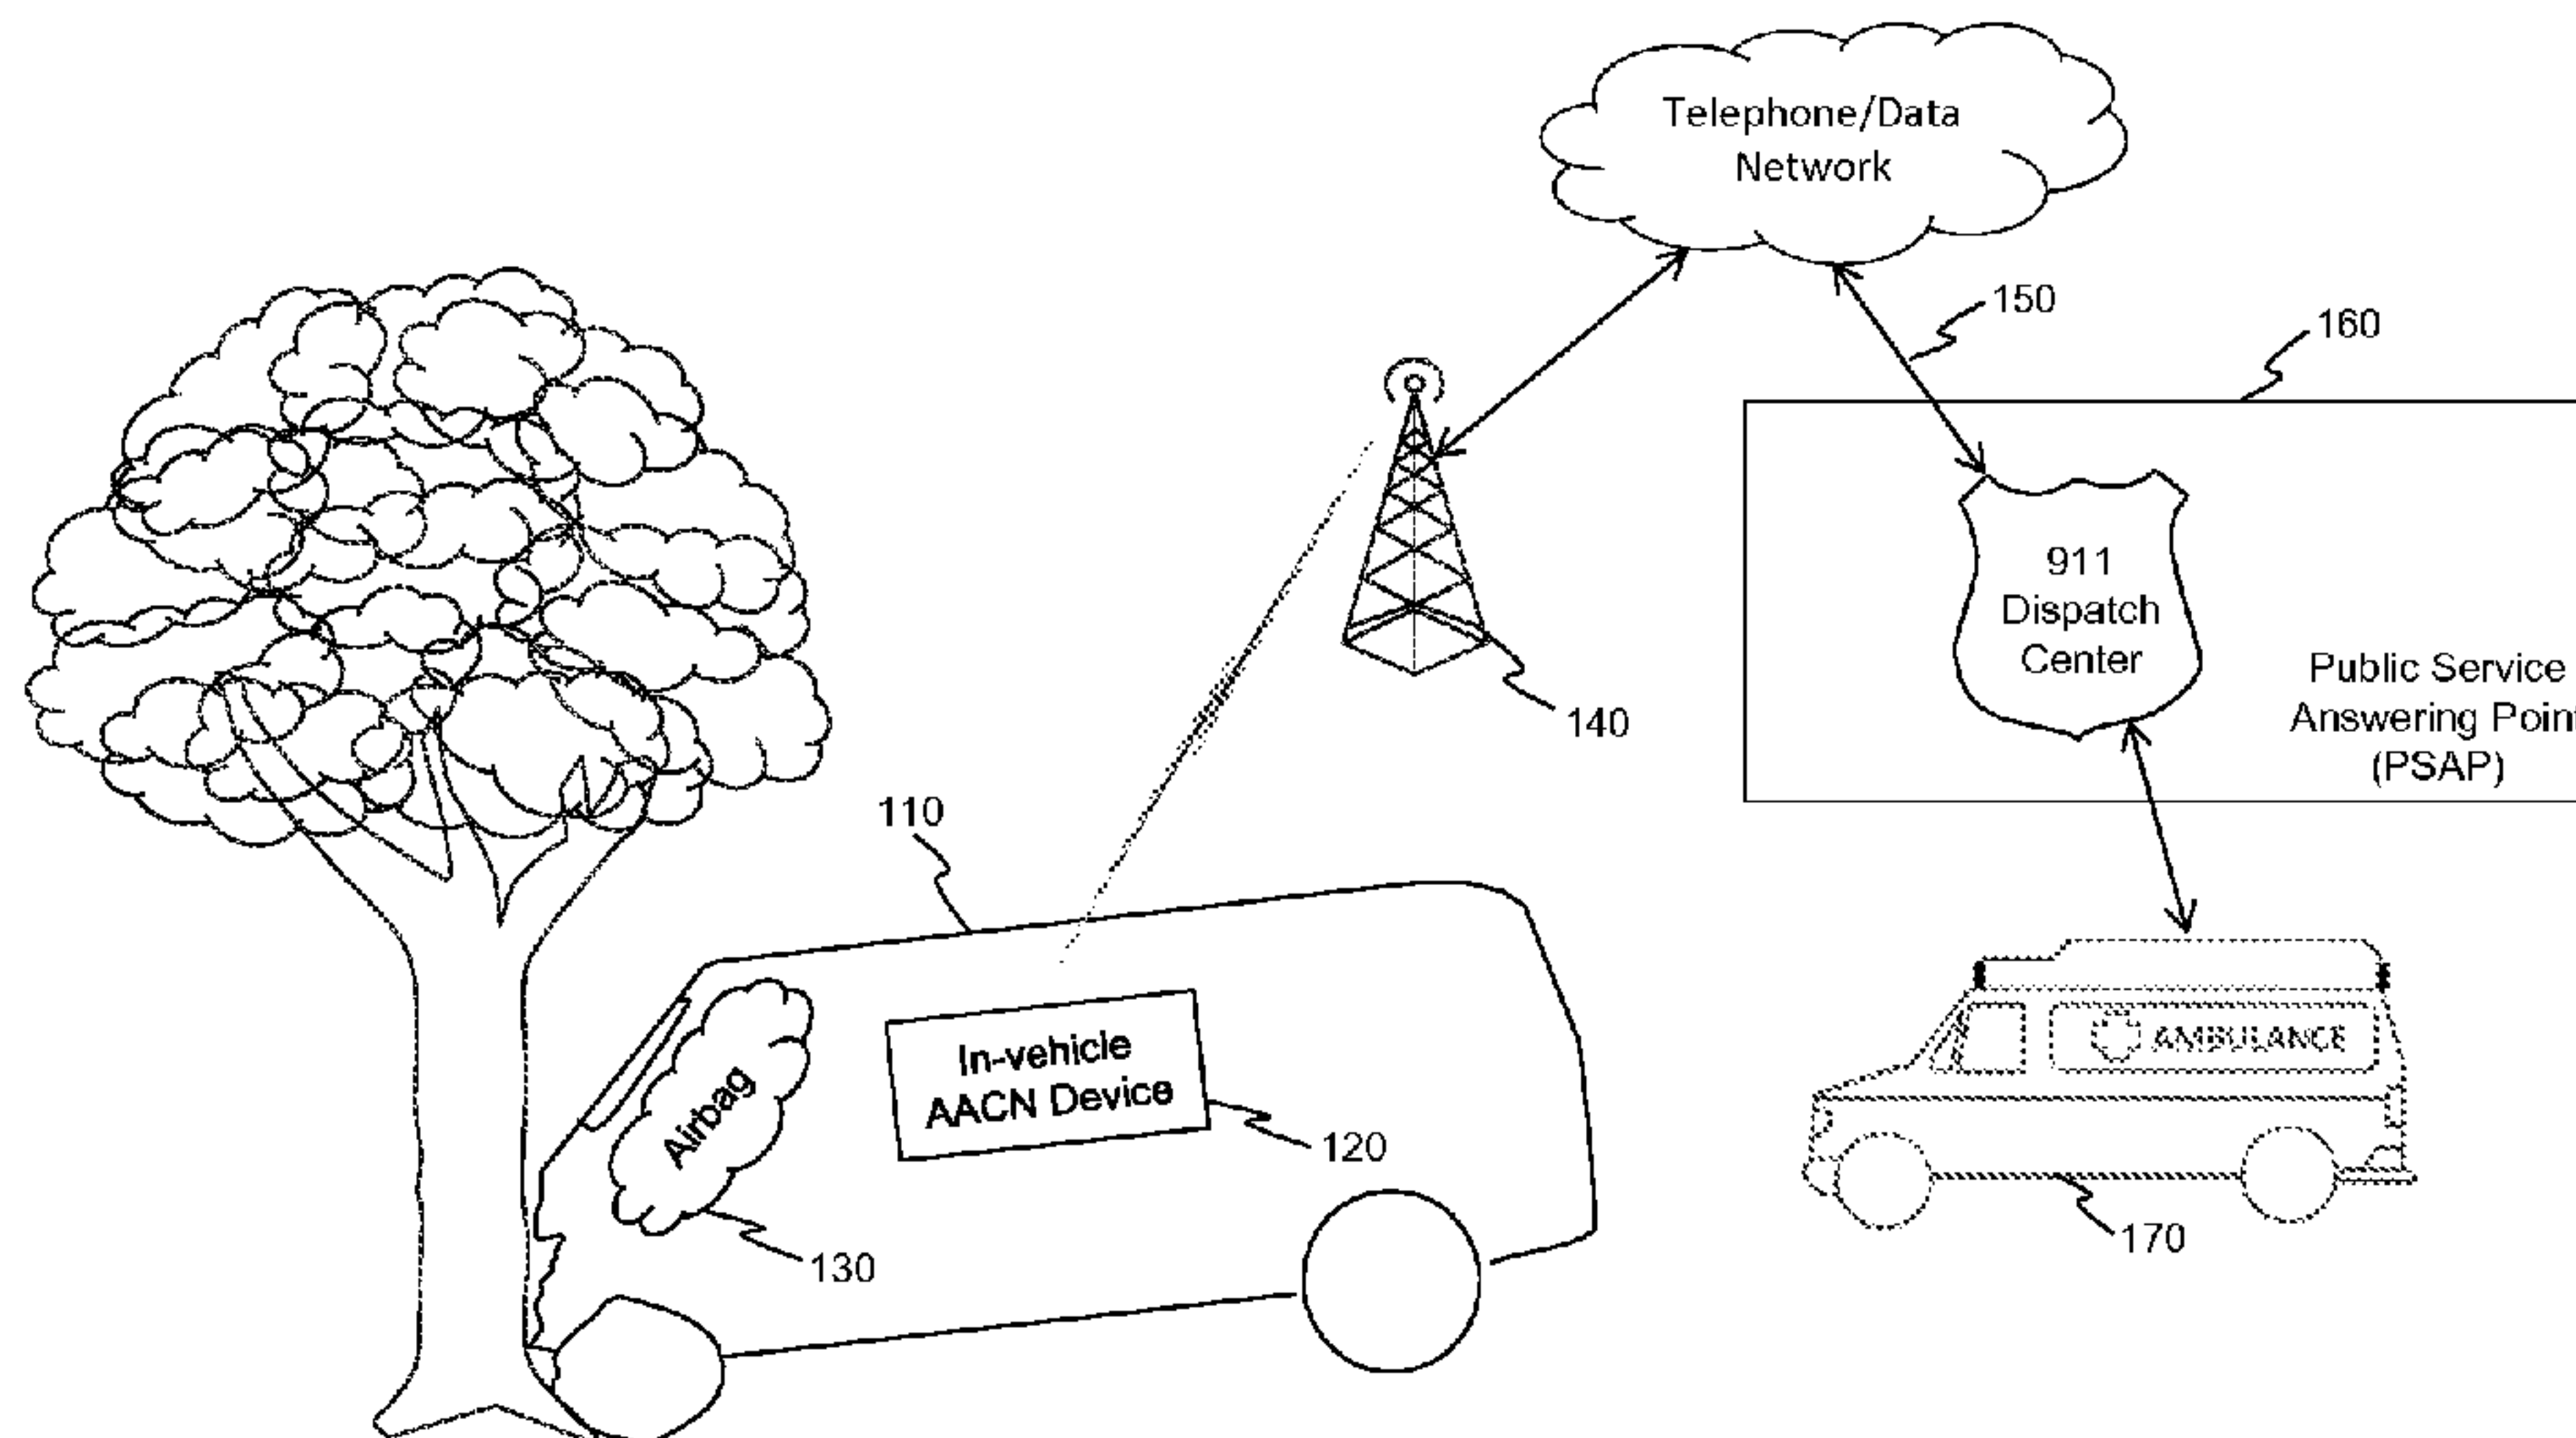 Telephone/Data
Network
150
160
911
Dispatch
Center
Public Service
Answering Point
(PSAP)
140
110
In-vehicle
AACN Device
120
Airbag
130
AMBULANCE
170